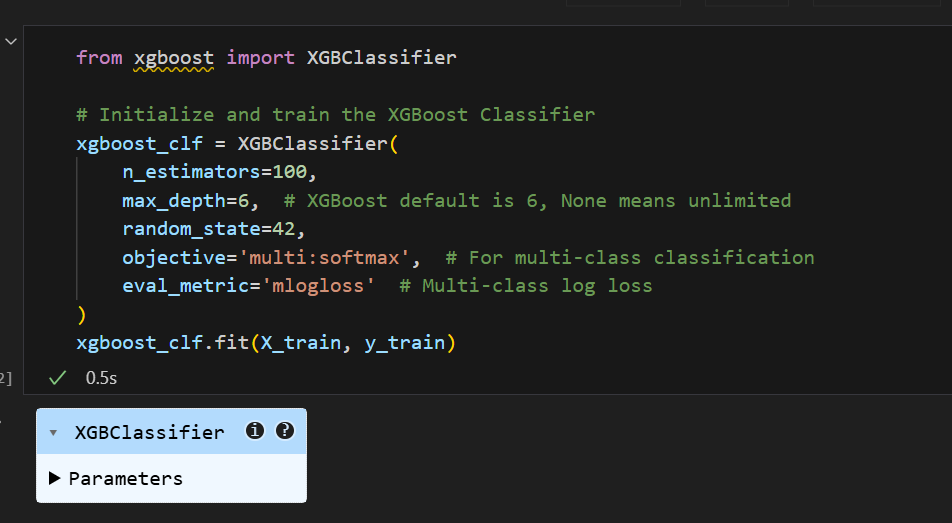 from xgboost import XGBClassifier
# Initialize and train the XGBoost Classifier
xgboost_clf = XGBClassifier(
    n_estimators=100,
    max_depth=6,  # XGBoost default is 6, None means unlimited
    random_state=42,
    objective='multi:softmax',  # For multi-class classification
    eval_metric='mlogloss'  # Multi-class log loss
)
xgboost_clf.fit(X_train, y_train)
2] ✓ 0.5s
▾ XGBClassifier i ?
▶ Parameters